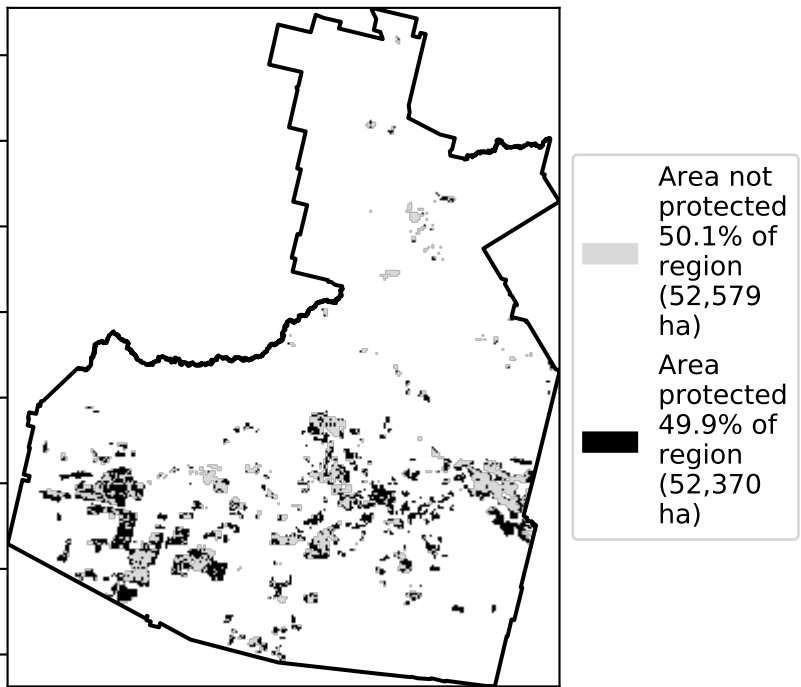 Area not
protected
50.1% of
region
(52,579
ha)
Area
protected
49.9% of
region
(52,370
ha)